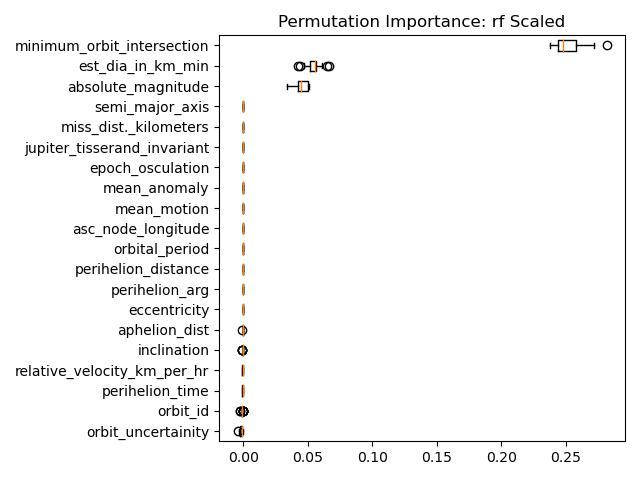 Permutation Importance: rf Scaled
minimum_orbit_intersection
est_dia_in_km_min
absolute_magnitude
semi_major_axis
miss_dist._kilometers
jupiter_tisserand_invariant
epoch_osculation
mean_anomaly
mean_motion
asc_node_longitude
orbital_period
perihelion_distance
perihelion_arg
eccentricity
aphelion_dist
inclination
relative_velocity_km_per_hr
perihelion_time
orbit_id
orbit_uncertainity
0.00 0.05 0.10 0.15 0.20 0.25